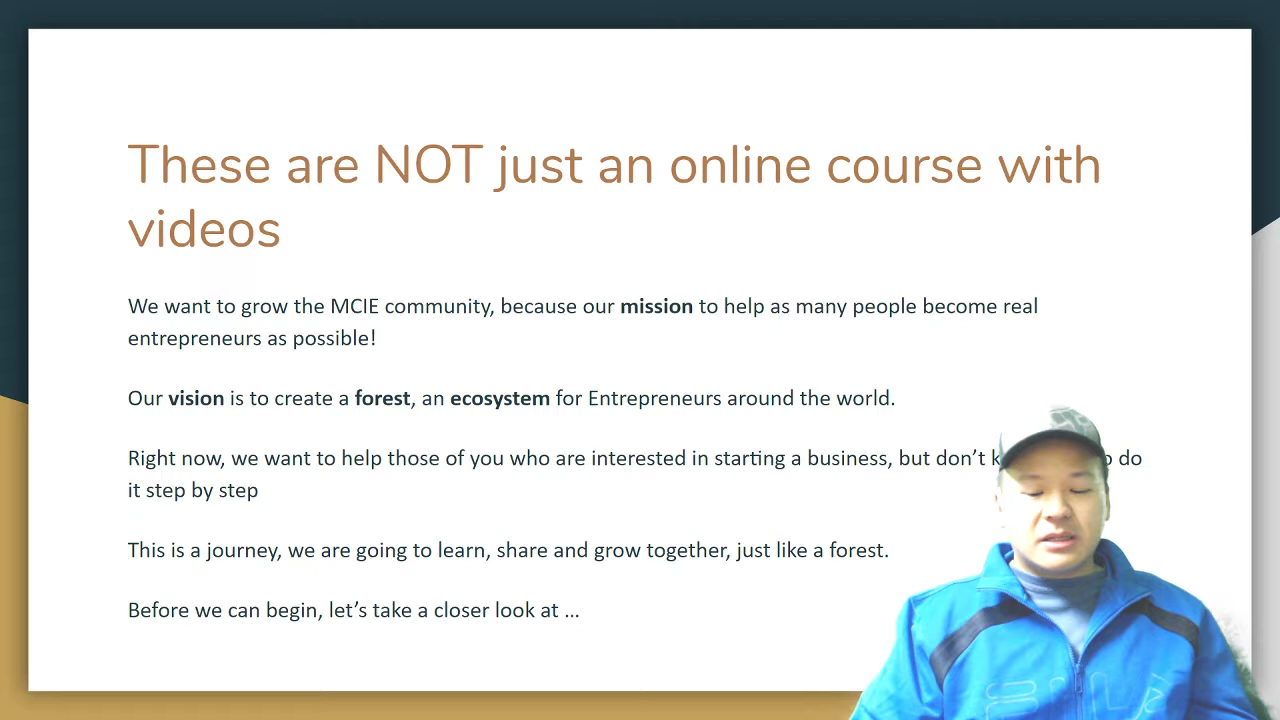 These are NOT just an online course with
videos
We want to grow the MCIE community, because our mission to help as many people become real
entrepreneurs as possible!
Our vision is to create a forest, an ecosystem for Entrepreneurs around the world.
Right now, we want to help those of you who are interested in starting a business, but don’t do
it step by step
This is a journey, we are going to learn, share and grow together, just like a forest.
Before we can begin, let’s take a closer look at ...
FILA